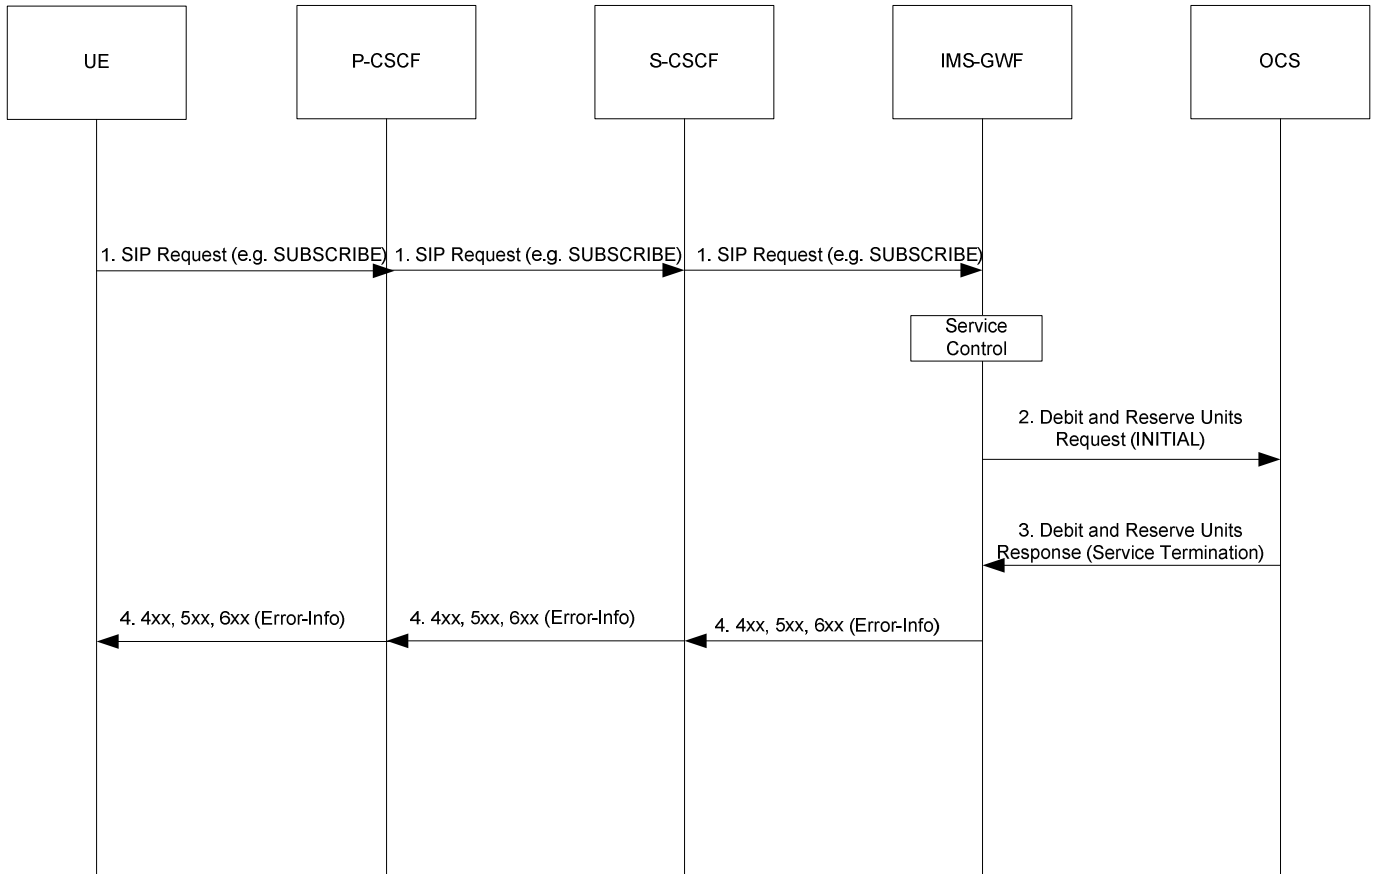 UE
P-CSCF
S-CSCF
IMS-GWF
OCS
1. SIP Request (e.g. SUBSCRIBE)
1. SIP Request (e.g. SUBSCRIBE)
1. SIP Request (e.g. SUBSCRIBE)
Service
Control
2. Debit and Reserve Units
Request (INITIAL)
3. Debit and Reserve Units
Response (Service Termination)
4. 4xx, 5xx, 6xx (Error-Info)
4. 4xx, 5xx, 6xx (Error-Info)
4. 4xx, 5xx, 6xx (Error-Info)